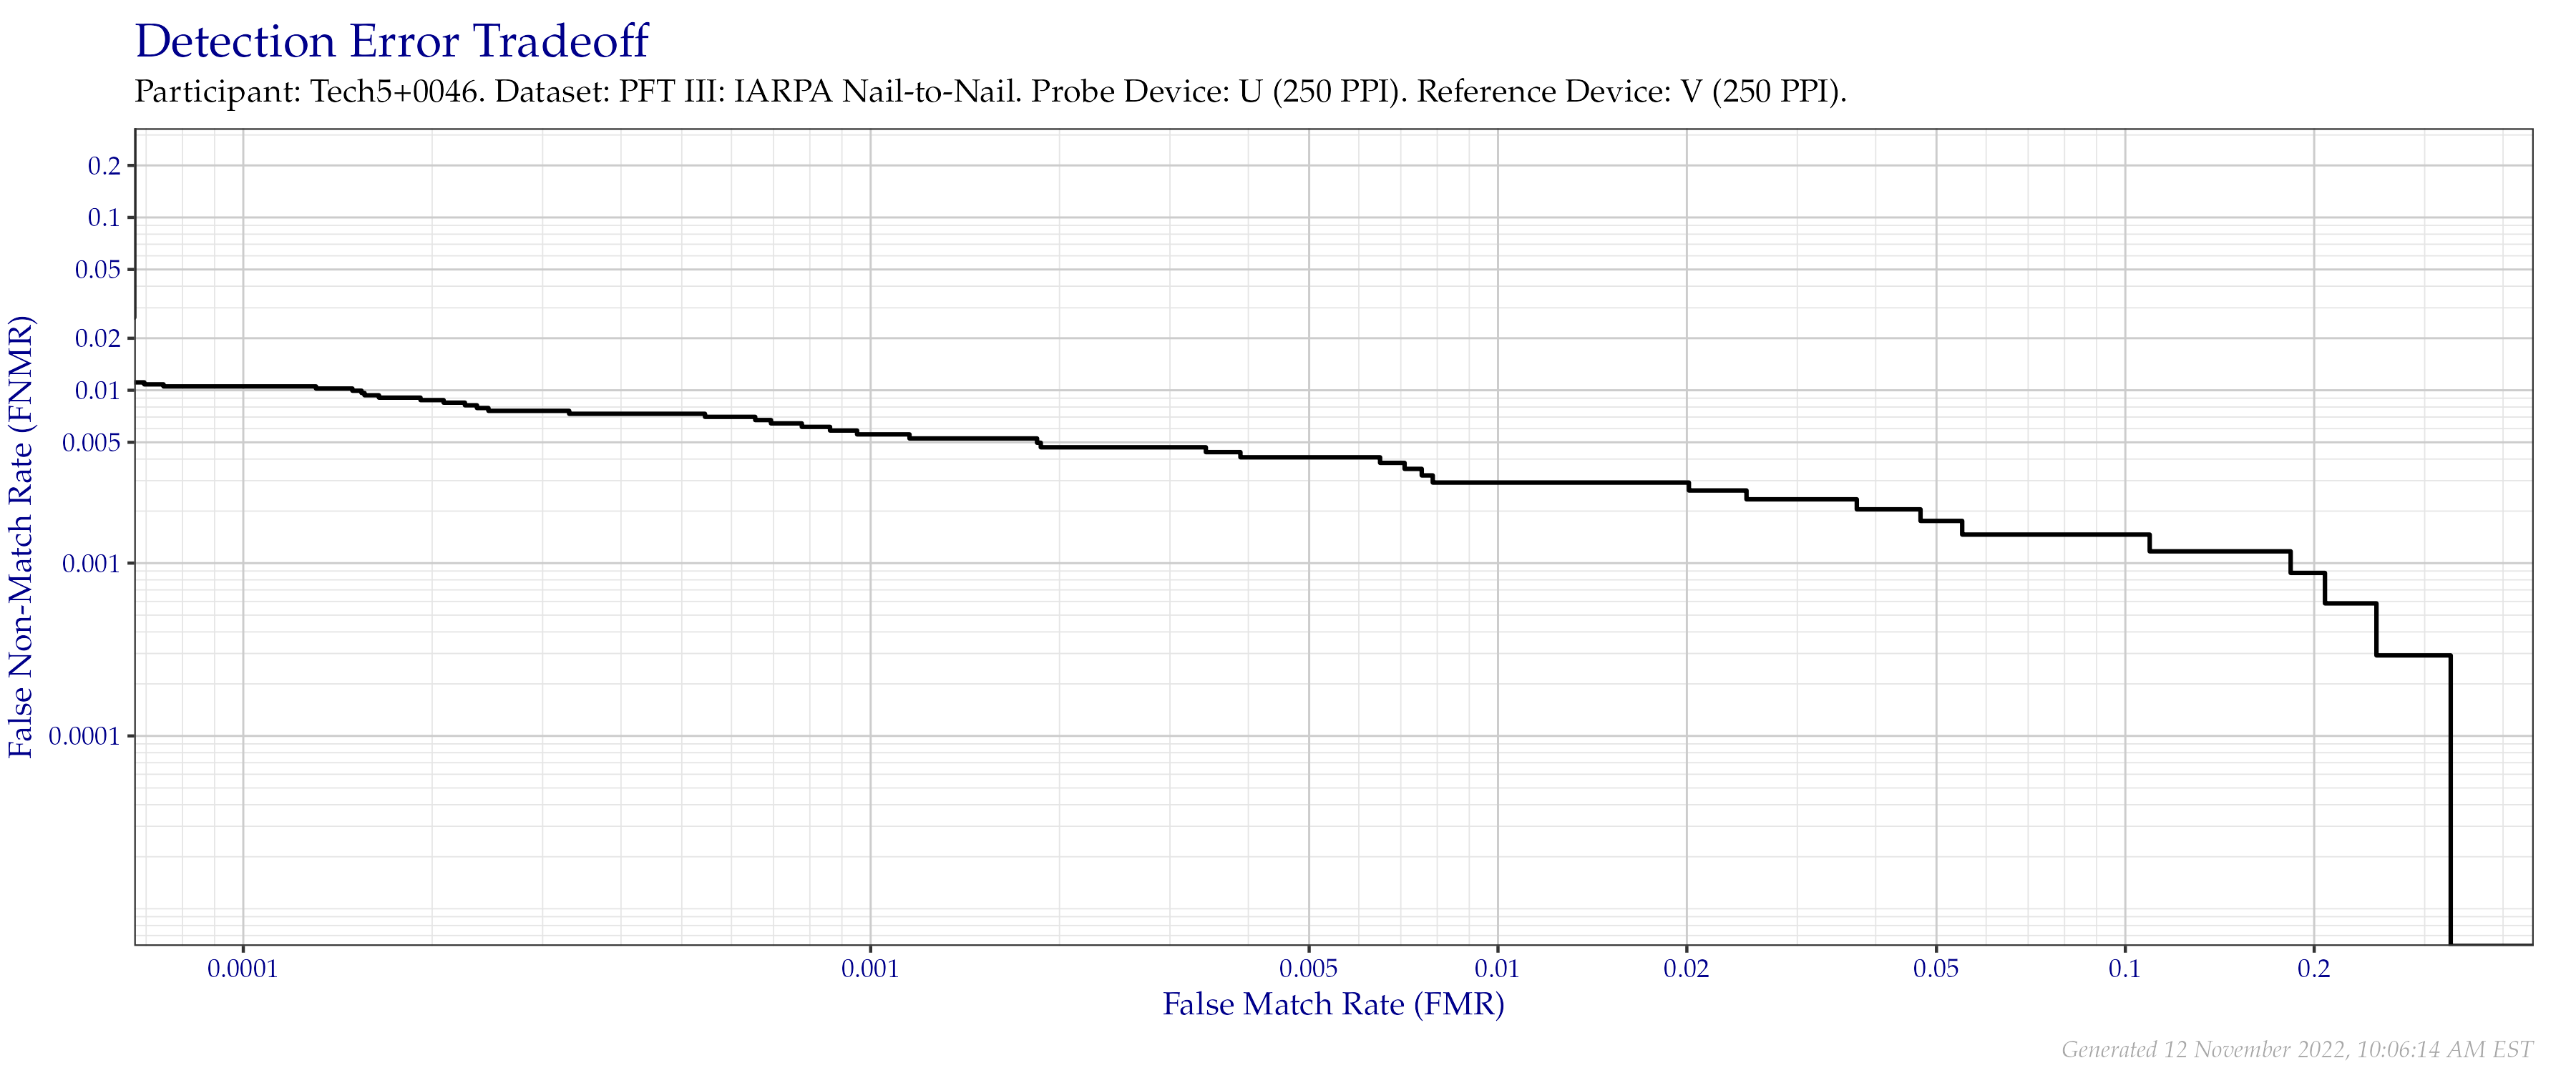 Detection Error Tradeoff
Participant: Tech5+0046. Dataset: PFT III: IARPA Nail-to-Nail. Probe Device: U (250 PPI). Reference Device: V (250 PPI).
False Non-Match Rate (FNMR)
0.2
0.1
0.05
0.02
0.01
0.005
0.001
0.0001
0.0001 0.001 0.005 0.01 0.02 0.05 0.1 0.2
False Match Rate (FMR)
Generated 12 November 2022, 10:06:14 AM EST